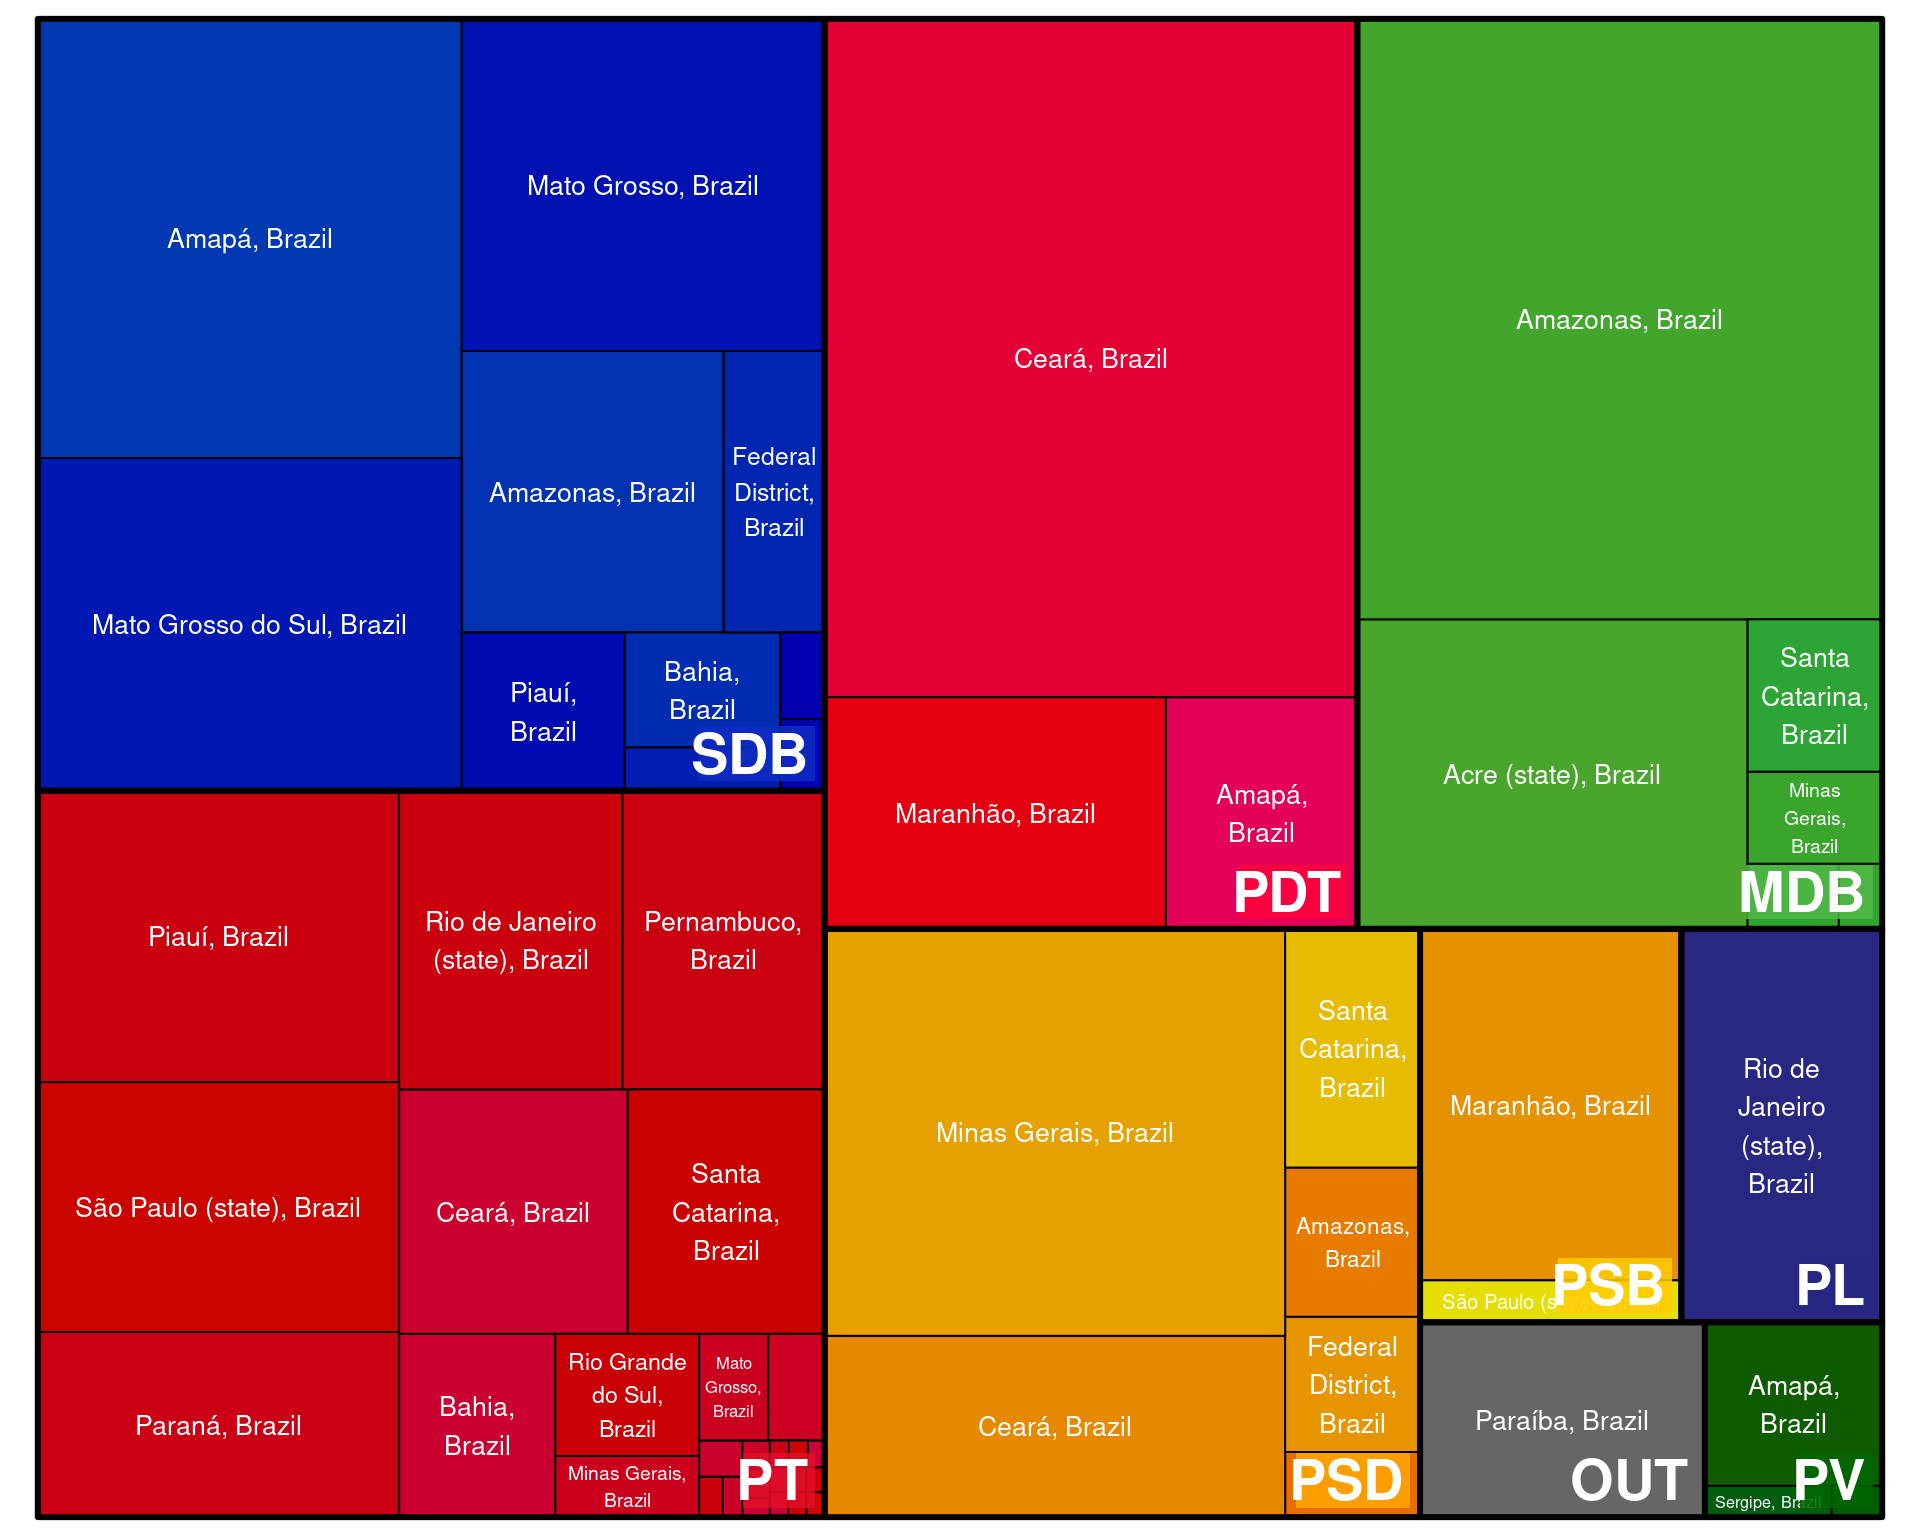 Amapá, Brazil
Mato Grosso do Sul, Brazil
Mato Grosso, Brazil
Amazonas, Brazil
Federal
District,
Brazil
Piauí,
Brazil
Bahia,
Brazil
SDB
Piauí, Brazil
São Paulo (state), Brazil
Paraná, Brazil
Rio de Janeiro
(state), Brazil
Pernambuco,
Brazil
Ceará, Brazil
Santa
Catarina,
Brazil
Bahia,
Brazil
Rio Grande
do Sul,
Brazil
Minas Gerais,
Brazil
Mato
Grosso,
Brazil
PT
Ceará, Brazil
Maranhão, Brazil
Amapá,
Brazil
PDT
Amazonas, Brazil
Acre (state), Brazil
Santa
Catarina,
Brazil
Minas
Gerais,
Brazil
MDB
Minas Gerais, Brazil
Ceará, Brazil
Santa
Catarina,
Brazil
Amazonas,
Brazil
Federal
District,
Brazil
PSD
Maranhão, Brazil
São Paulo
PSB
Rio de
Janeiro
(state),
Brazil
PL
Paraíba, Brazil
OUT
Amapá,
Brazil
Sergipe, Brazil
PV